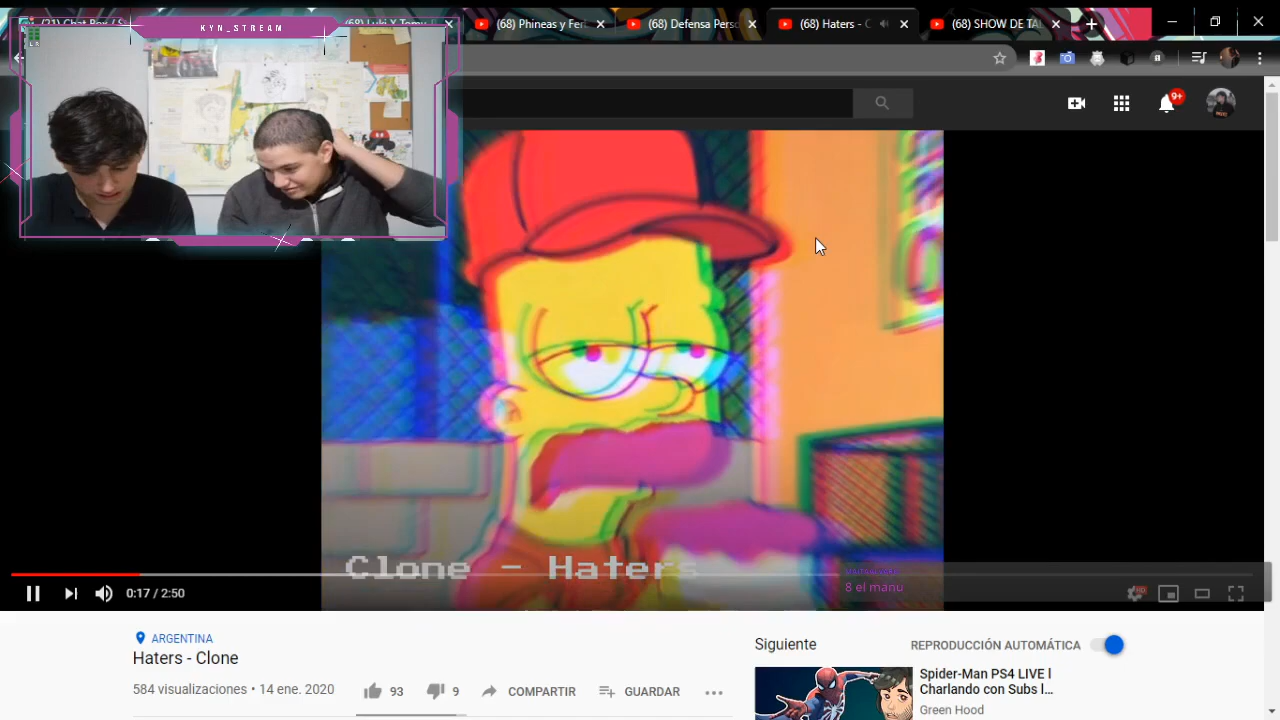 KYN_STREAM
(68) Phineas y Fer
(68) Defensa Perso
(68) Haters - C
(68) SHOW DE TA
9+
Clone - Haters
8 el manu
0:17 / 2:50
HD
ARGENTINA
Haters - Clone
584 visualizaciones • 14 ene. 2020
93
9
COMPARTIR
GUARDAR
Siguiente
REPRODUCCIÓN AUTOMÁTICA
Spider-Man PS4 LIVE l
Charlando con Subs l...
Green Hood